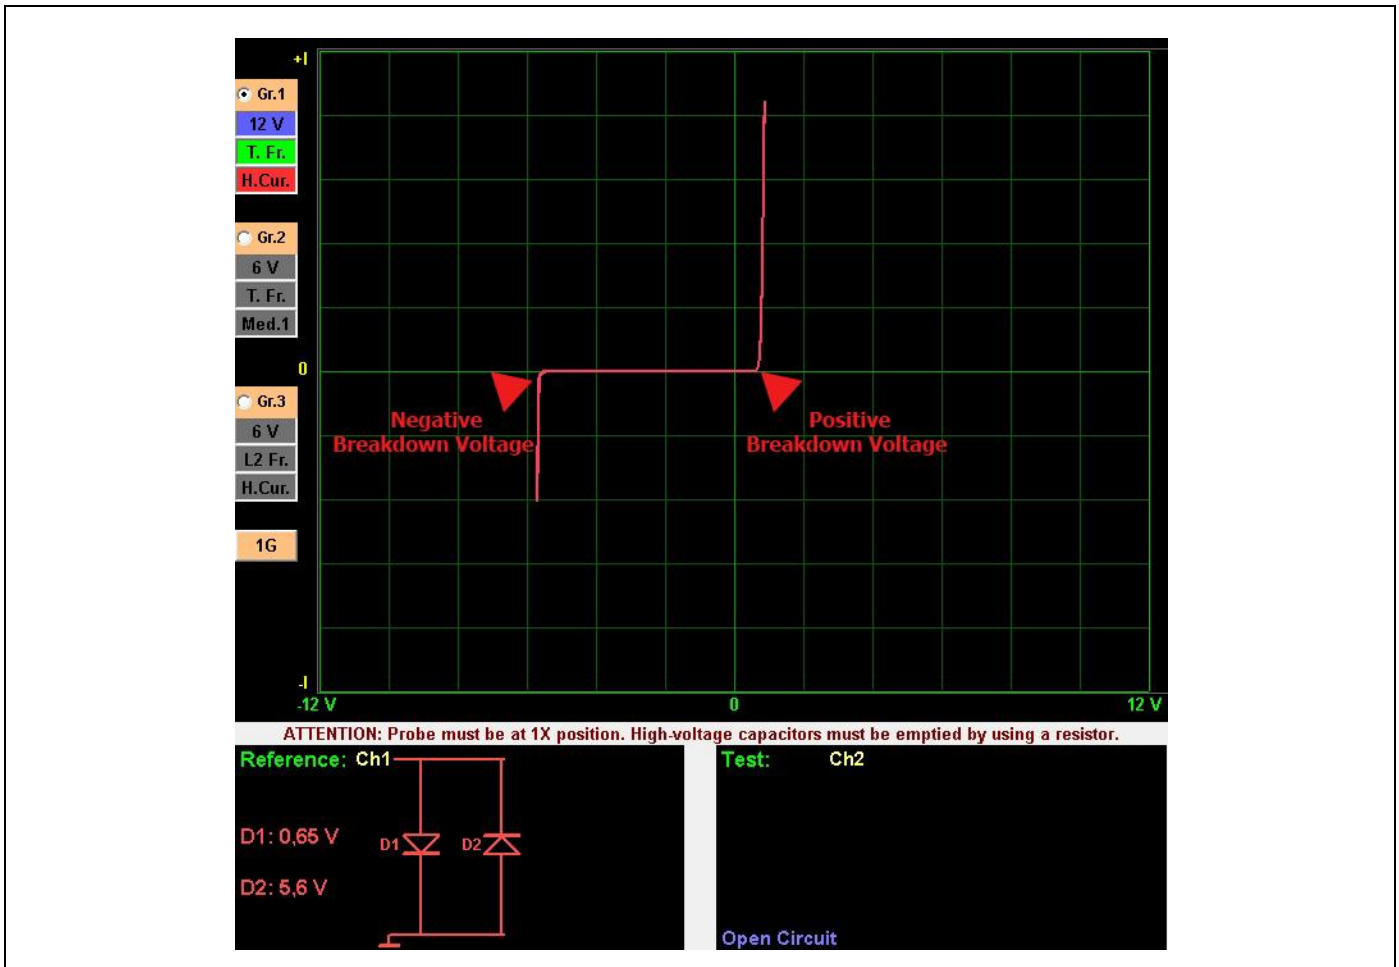 +I
Gr.1
12 V
T. Fr.
H.Cur.
Gr.2
6 V
T. Fr.
Med.1
0
Gr.3
6 V
L2 Fr.
H.Cur.
1G
Negative
Breakdown Voltage
Positive
Breakdown Voltage
-I
-12 V
0
12 V
ATTENTION: Probe must be at 1X position. High-voltage capacitors must be emptied by using a resistor.
Reference: Ch1
D1: 0,65 V
D1
D2
D2: 5,6 V
Test: Ch2
Open Circuit